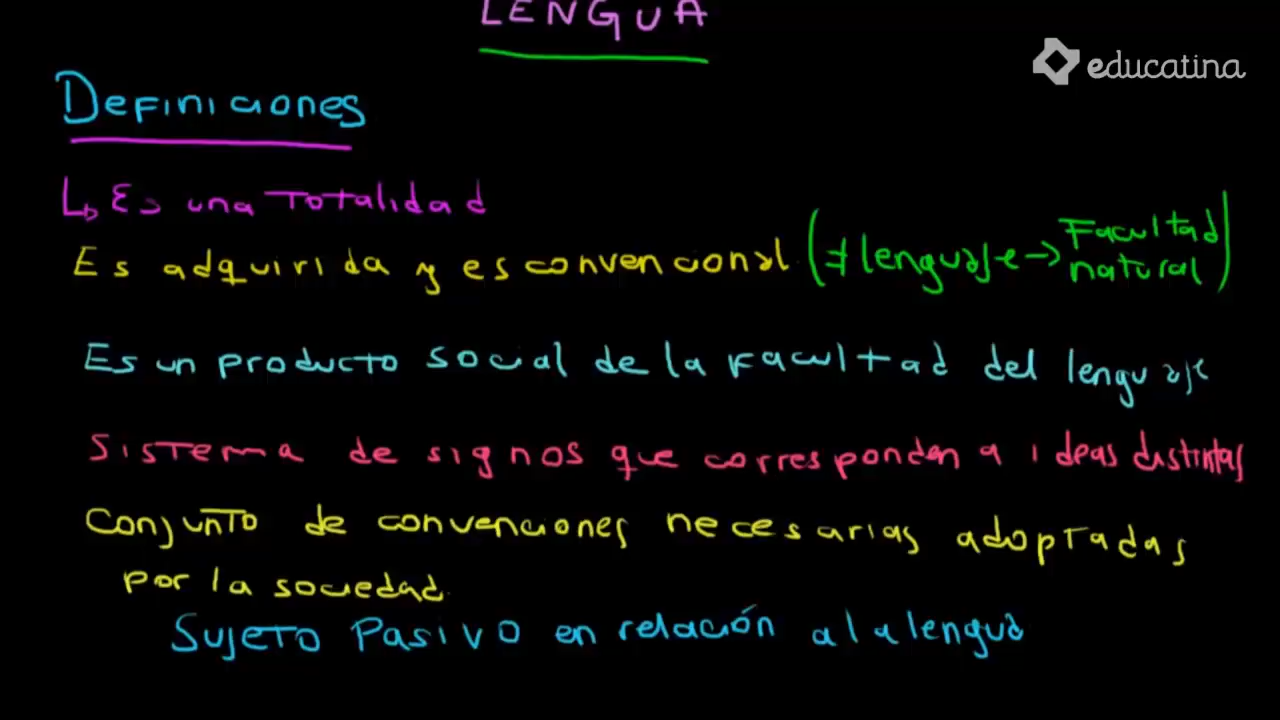 LENGUA
educatina
Definiciones
Es una totalidad
Es adquirida y es convencional (≠ lenguaje → Facultad natural)
Es un producto social de la facultad del lenguaje
Sistema de signos que corresponden a ideas distintas
Conjunto de convenciones necesarias adoptadas
por la sociedad
Sujeto Pasivo en relación a la lengua